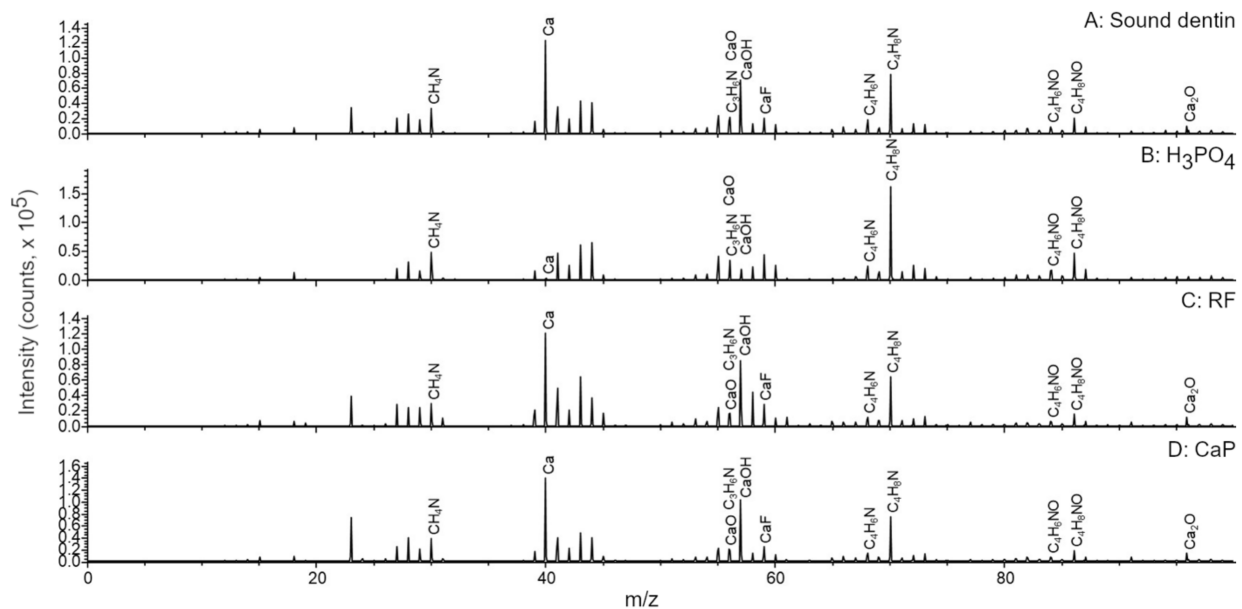 A: Sound dentin
1.4
1.2
1.0
0.8
0.6
0.4
0.2
0.0
CH₄N
Ca
C₃H₆N CaO
CaOH
CaF
C₄H₆N
C₄H₈N
C₄H₆NO
C₄H₈NO
Ca₂O
B: H₃PO₄
1.5
1.0
0.5
0.0
CH₄N
Ca
C₃H₆N CaO
CaOH
C₄H₆N
C₄H₈N
C₄H₆NO
C₄H₈NO
C: RF
1.4
1.2
1.0
0.8
0.6
0.4
0.2
0.0
CH₄N
Ca
CaO C₃H₆N
CaOH
CaF
C₄H₆N
C₄H₈N
C₄H₆NO
C₄H₈NO
Ca₂O
D: CaP
1.6
1.4
1.2
1.0
0.8
0.6
0.4
0.2
0.0
CH₄N
Ca
CaO C₃H₆N
CaOH
CaF
C₄H₆N
C₄H₈N
C₄H₆NO
C₄H₈NO
Ca₂O
0 20 40 60 80
m/z
Intensity (counts, x 10⁵)